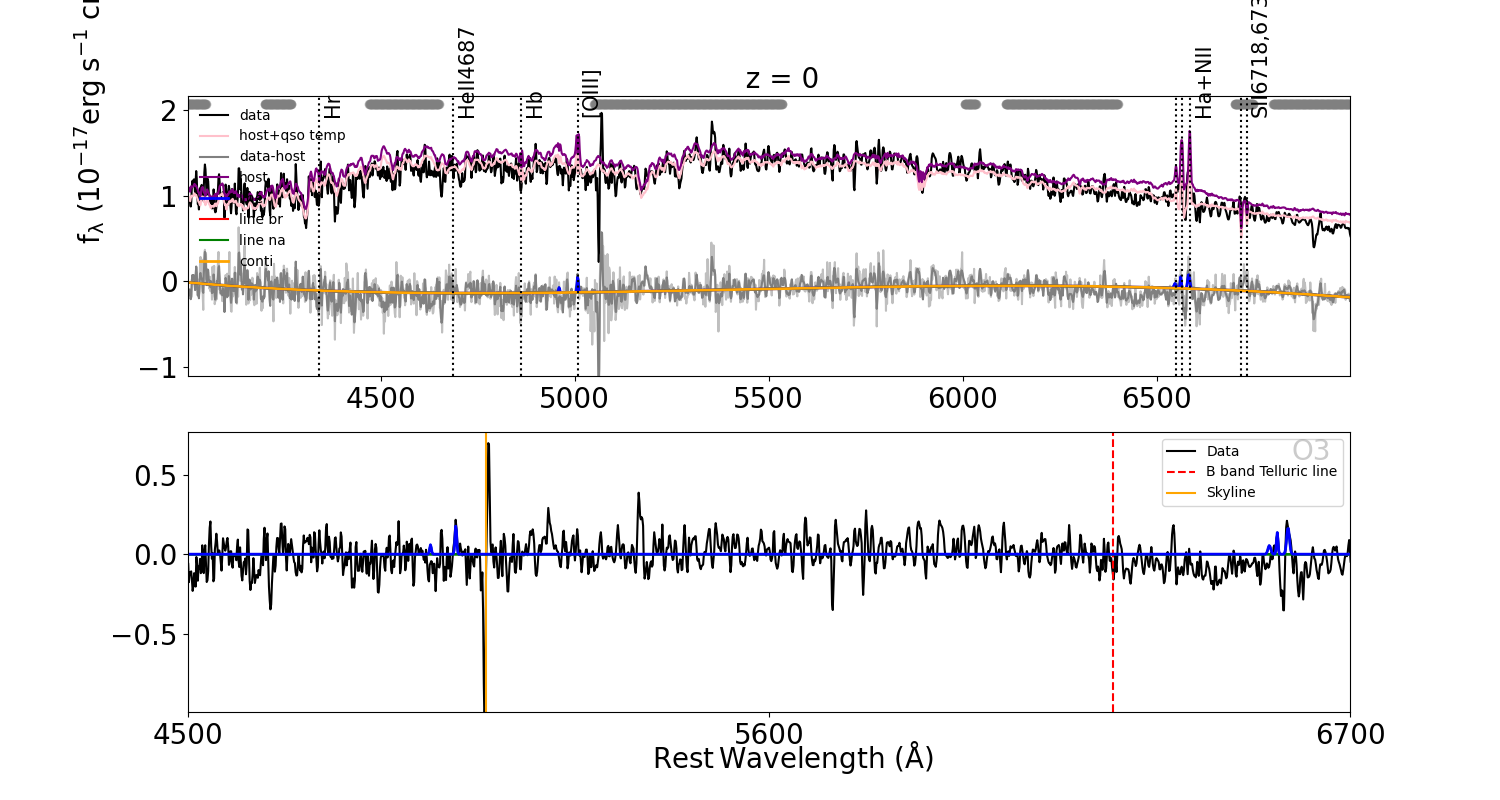 z = 0
f_λ (10^−17 erg s^−1
Hr
HeII4687
Hb
[OIII]
Ha+NII
SII6718,673
2
1
0
−1
data
host+qso temp
data-host
host
line br
line na
conti
4500 5000 5500 6000 6500
O3
Data
B band Telluric line
Skyline
0.5
0.0
−0.5
4500 5600 6700
Rest Wavelength (Å)